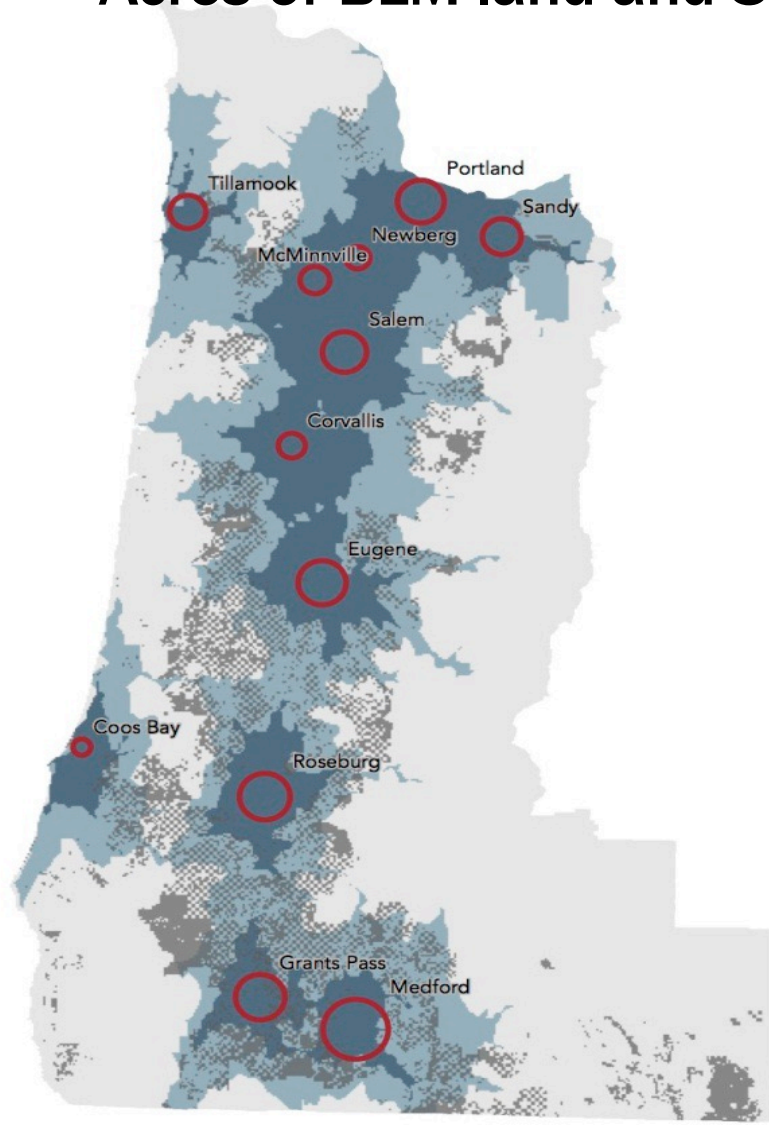 Acres of BLM land and S
Portland
Tillamook
Sandy
Newberg
McMinnville
Salem
Corvallis
Eugene
Coos Bay
Roseburg
Grants Pass
Medford